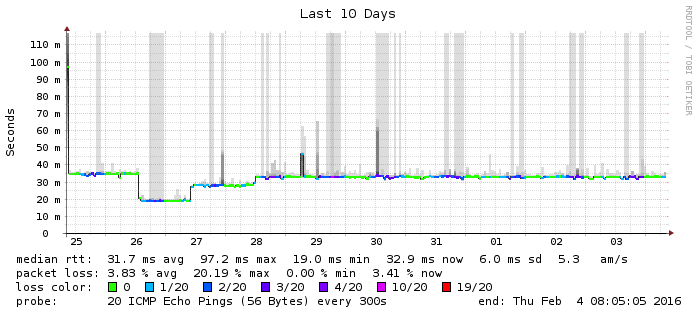 Last 10 Days
RRDTOOL / TOBI OETIKER
Seconds
110 m
100 m
90 m
80 m
70 m
60 m
50 m
40 m
30 m
20 m
10 m
0
25 26 27 28 29 30 31 01 02 03
median rtt: 31.7 ms avg 97.2 ms max 19.0 ms min 32.9 ms now 6.0 ms sd 5.3 am/s
packet loss: 3.83 % avg 20.19 % max 0.00 % min 3.41 % now
loss color: 0 1/20 2/20 3/20 4/20 10/20 19/20
probe: 20 ICMP Echo Pings (56 Bytes) every 300s end: Thu Feb 4 08:05:05 2016